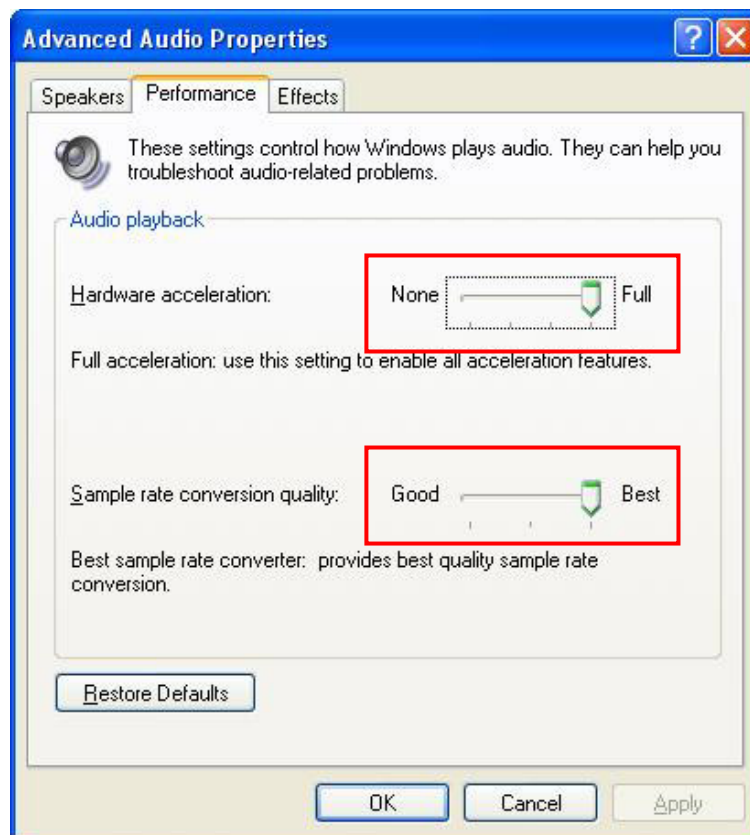 Advanced Audio Properties
Speakers Performance Effects
These settings control how Windows plays audio. They can help you
troubleshoot audio-related problems.
Audio playback
Hardware acceleration: None Full
Full acceleration: use this setting to enable all acceleration features.
Sample rate conversion quality: Good Best
Best sample rate converter: provides best quality sample rate
conversion.
Restore Defaults
OK Cancel Apply